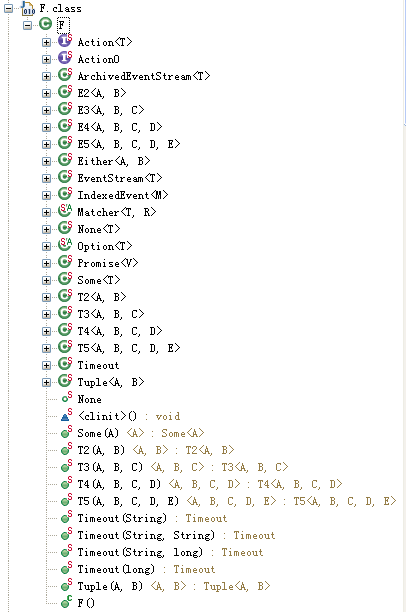 F.class
F
Action<T>
Action0
ArchivedEventStream<T>
E2<A, B>
E3<A, B, C>
E4<A, B, C, D>
E5<A, B, C, D, E>
Either<A, B>
EventStream<T>
IndexedEvent<M>
Matcher<T, R>
None<T>
Option<T>
Promise<V>
Some<T>
T2<A, B>
T3<A, B, C>
T4<A, B, C, D>
T5<A, B, C, D, E>
Timeout
Tuple<A, B>
None
<clinit>() : void
Some(A) <A> : Some<A>
T2(A, B) <A, B> : T2<A, B>
T3(A, B, C) <A, B, C> : T3<A, B, C>
T4(A, B, C, D) <A, B, C, D> : T4<A, B, C, D>
T5(A, B, C, D, E) <A, B, C, D, E> : T5<A, B, C, D, E>
Timeout(String) : Timeout
Timeout(String, String) : Timeout
Timeout(String, long) : Timeout
Timeout(long) : Timeout
Tuple(A, B) <A, B> : Tuple<A, B>
F()